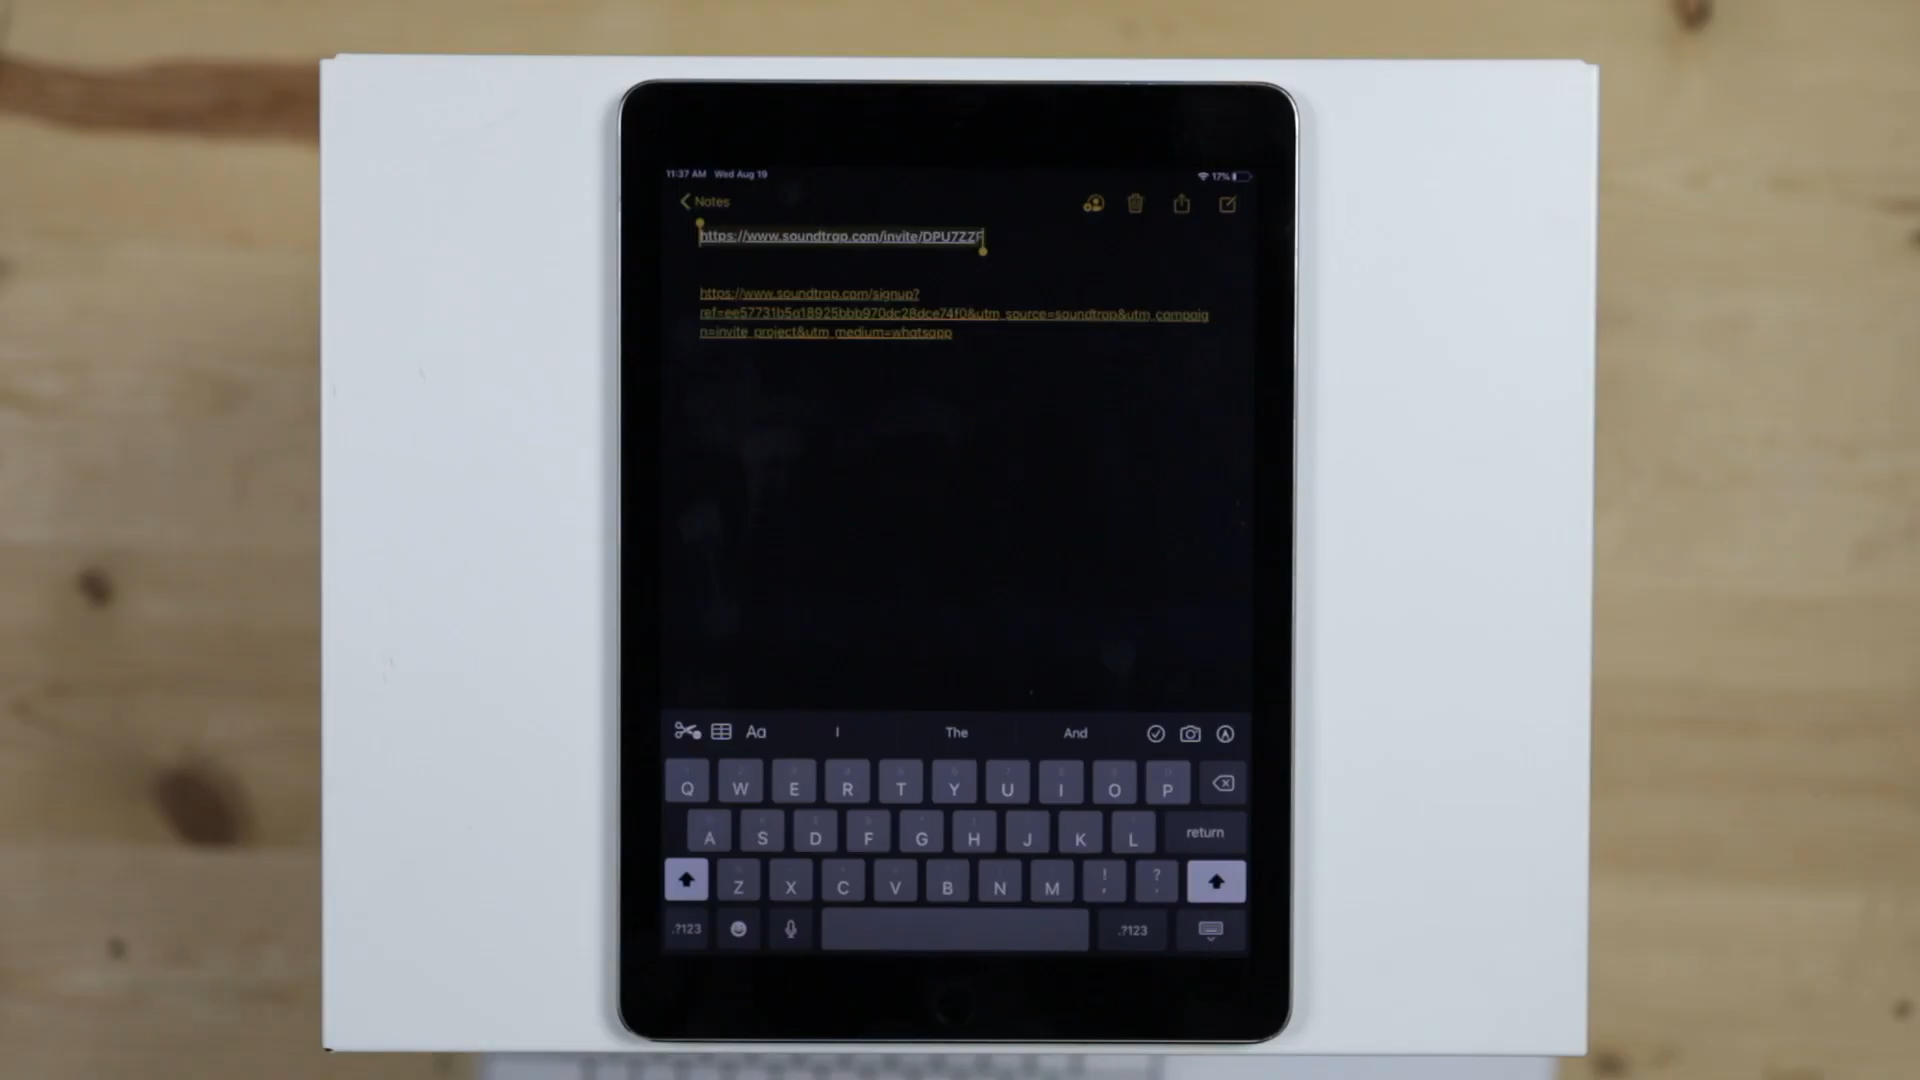 11:37 AM Wed Aug 19 17%
Notes
https://www.soundtrap.com/invite/DPU7ZZF
https://www.soundtrap.com/signup?
ref=ee57731b5a18925bbb970dc28dce74f0&utm_source=soundtrap&utm_campaig
n=invite_project&utm_medium=whatsapp
Aa I The And
Q W E R T Y U I O P
A S D F G H J K L return
Z X C V B N M ! , ? .
.?123 .?123